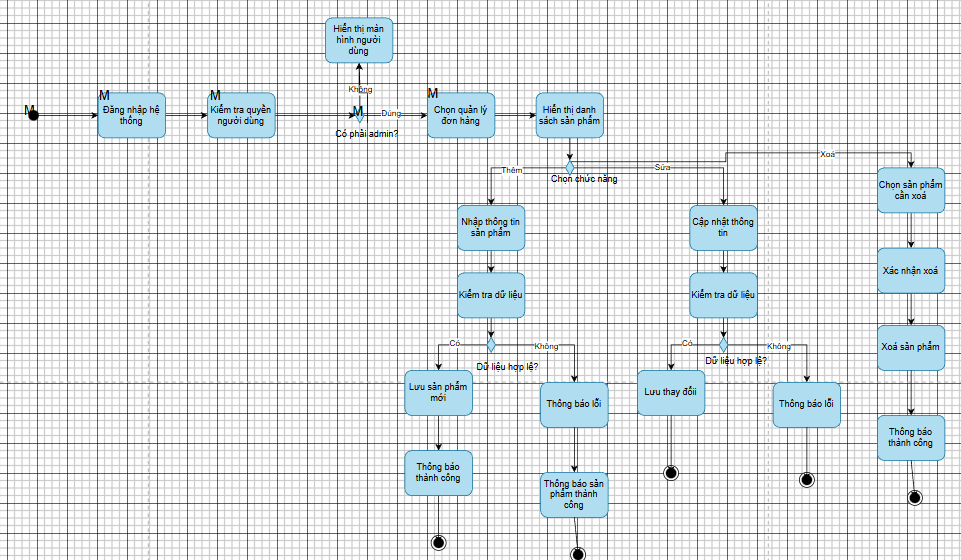 Hiển thị màn
hình người
dùng
Không
M
Đăng nhập hệ
thống
M
Kiểm tra quyền
người dùng
M
M
Đúng
Có phải admin?
M
Chọn quản lý
đơn hàng
Hiển thị danh
sách sản phẩm
Thêm
Sửa
Xoá
Chọn chức năng
Chọn sản phẩm
cần xoá
Nhập thông tin
sản phẩm
Cập nhật thông
tin
Xác nhận xoá
Kiểm tra dữ liệu
Kiểm tra dữ liệu
Có
Không
Dữ liệu hợp lệ?
Có
Không
Dữ liệu hợp lệ?
Xoá sản phẩm
Lưu sản phẩm
mới
Thông báo lỗi
Lưu thay đổii
Thông báo lỗi
Thông báo
thành công
Thông báo
thành công
Thông báo sản
phẩm thành
công